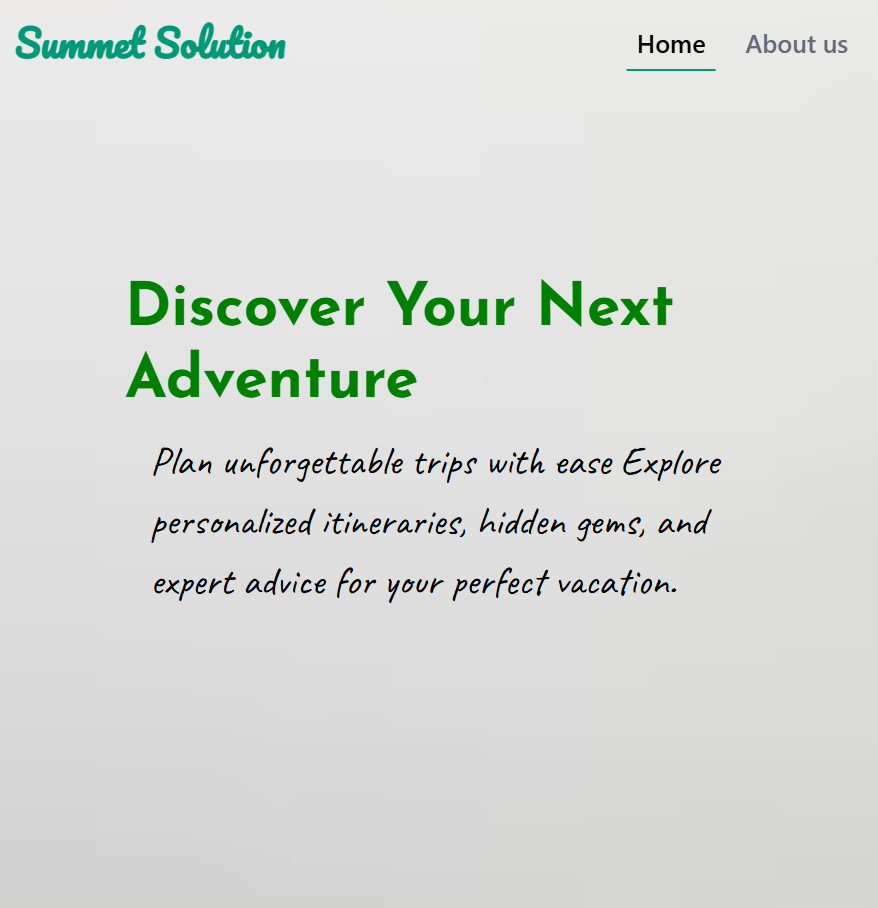 Summet Solution
Home
About us
Discover Your Next
Adventure
Plan unforgettable trips with ease Explore
personalized itineraries, hidden gems, and
expert advice for your perfect vacation.